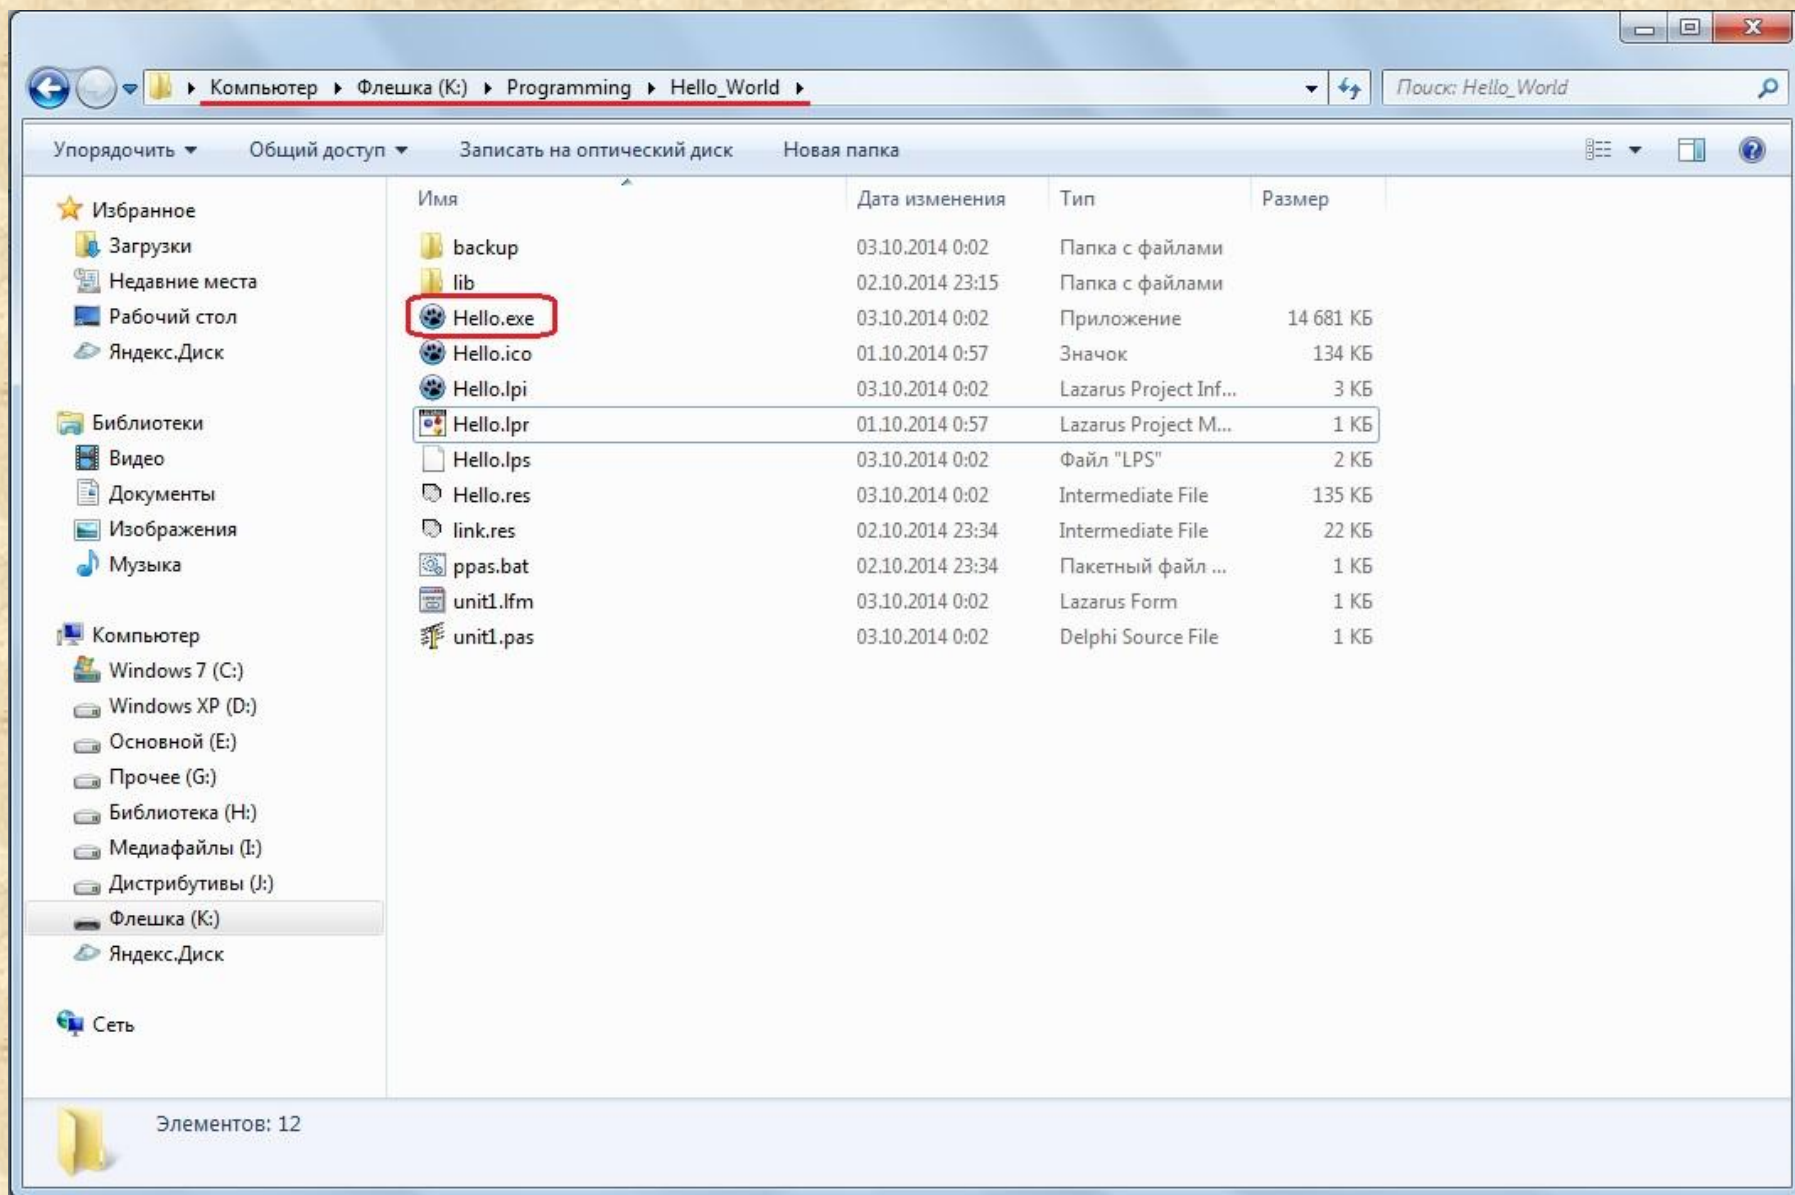 Компьютер Флешка (K:) Programming Hello_World Поиск: Hello_World
Упорядочить Общий доступ Записать на оптический диск Новая папка
Избранное
Загрузки
Недавние места
Рабочий стол
Яндекс.Диск
Библиотеки
Видео
Документы
Изображения
Музыка
Компьютер
Windows 7 (C:)
Windows XP (D:)
Основной (E:)
Прочее (G:)
Библиотека (H:)
Медиафайлы (I:)
Дистрибутивы (J:)
Флешка (K:)
Яндекс.Диск
Сеть
Имя Дата изменения Тип Размер
backup 03.10.2014 0:02 Папка с файлами
lib 02.10.2014 23:15 Папка с файлами
Hello.exe 03.10.2014 0:02 Приложение 14 681 КБ
Hello.ico 01.10.2014 0:57 Значок 134 КБ
Hello.lpi 03.10.2014 0:02 Lazarus Project Inf... 3 КБ
Hello.lpr 01.10.2014 0:57 Lazarus Project M... 1 КБ
Hello.lps 03.10.2014 0:02 Файл "LPS" 2 КБ
Hello.res 03.10.2014 0:02 Intermediate File 135 КБ
link.res 02.10.2014 23:34 Intermediate File 22 КБ
ppas.bat 02.10.2014 23:34 Пакетный файл ... 1 КБ
unit1.lfm 03.10.2014 0:02 Lazarus Form 1 КБ
unit1.pas 03.10.2014 0:02 Delphi Source File 1 КБ
Элементов: 12